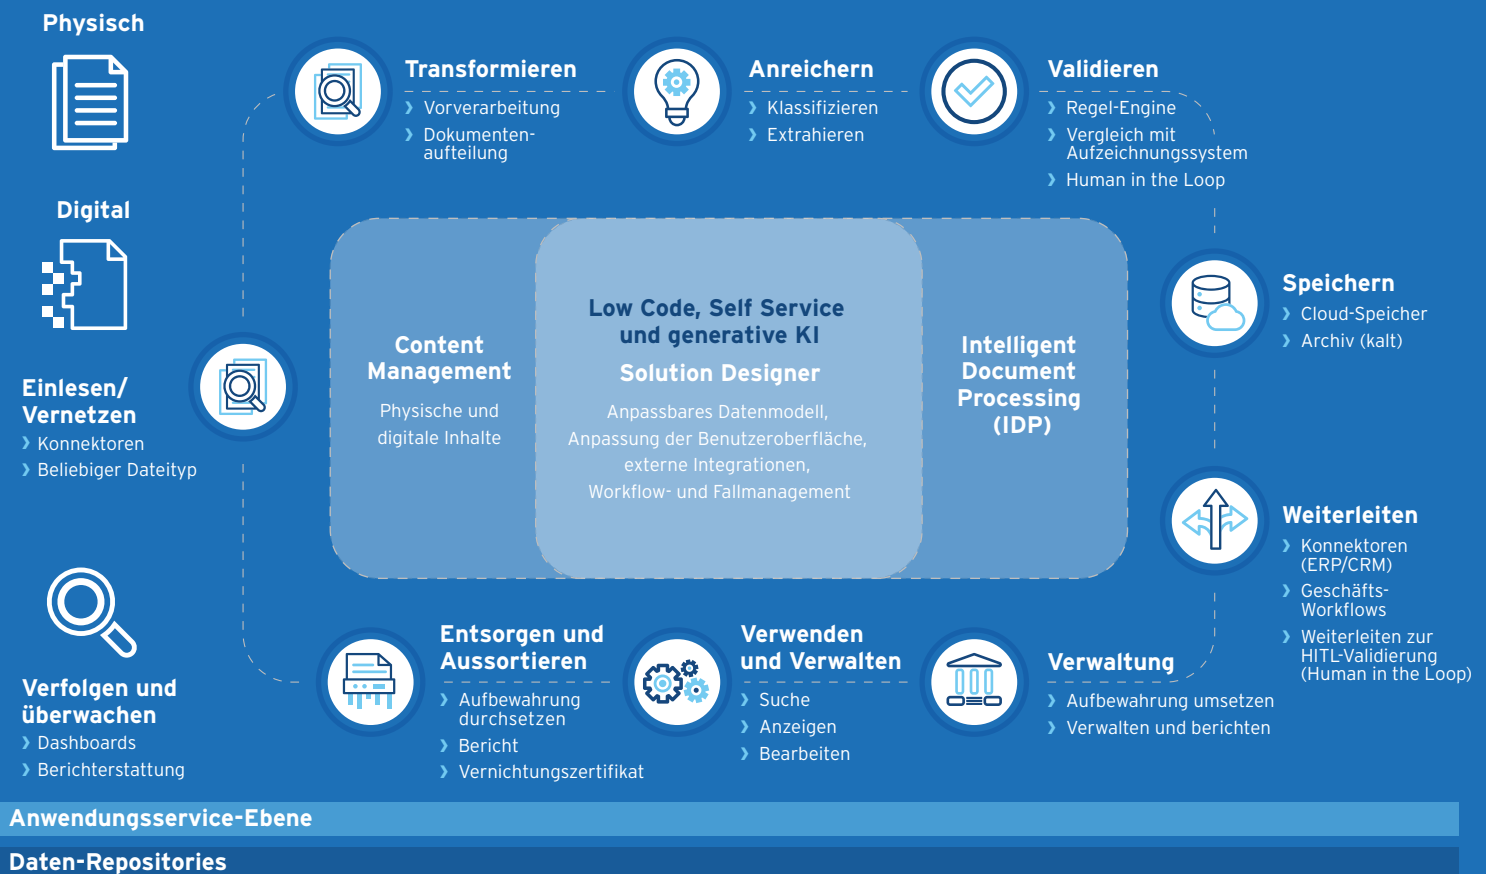 Physisch
Digital
Einlesen/
Vernetzen
› Konnektoren
› Beliebiger Dateityp
Verfolgen und
überwachen
› Dashboards
› Berichterstattung
Transformieren
› Vorverarbeitung
› Dokumenten-
aufteilung
Anreichern
› Klassifizieren
› Extrahieren
Validieren
› Regel-Engine
› Vergleich mit
Aufzeichnungssystem
› Human in the Loop
Speichern
› Cloud-Speicher
› Archiv (kalt)
Weiterleiten
› Konnektoren
(ERP/CRM)
› Geschäfts-
Workflows
› Weiterleiten zur
HITL-Validierung
(Human in the Loop)
Content
Management
Physische und
digitale Inhalte
Low Code, Self Service
und generative KI
Solution Designer
Anpassbares Datenmodell,
Anpassung der Benutzeroberfläche,
externe Integrationen,
Workflow- und Fallmanagement
Intelligent
Document
Processing
(IDP)
Entsorgen und
Aussortieren
› Aufbewahrung
durchsetzen
› Bericht
› Vernichtungszertifikat
Verwenden
und Verwalten
› Suche
› Anzeigen
› Bearbeiten
Verwaltung
› Aufbewahrung umsetzen
› Verwalten und berichten
Anwendungsservice-Ebene
Daten-Repositories